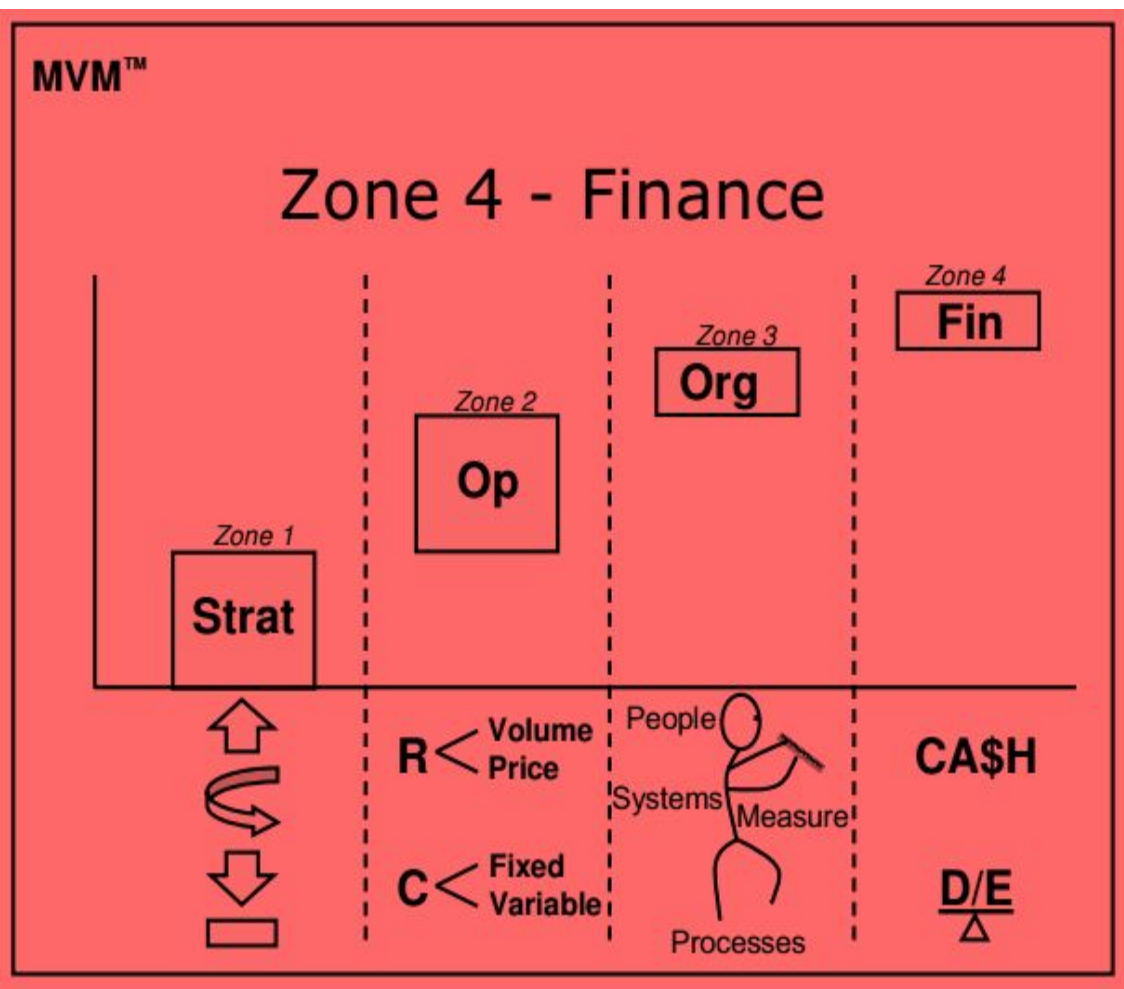 MVM™
Zone 4 - Finance
Zone 4
Fin
Zone 3
Org
Zone 2
Op
Zone 1
Strat
R
Volume
Price
C
Fixed
Variable
People
Systems
Measure
Processes
CA$H
D/E